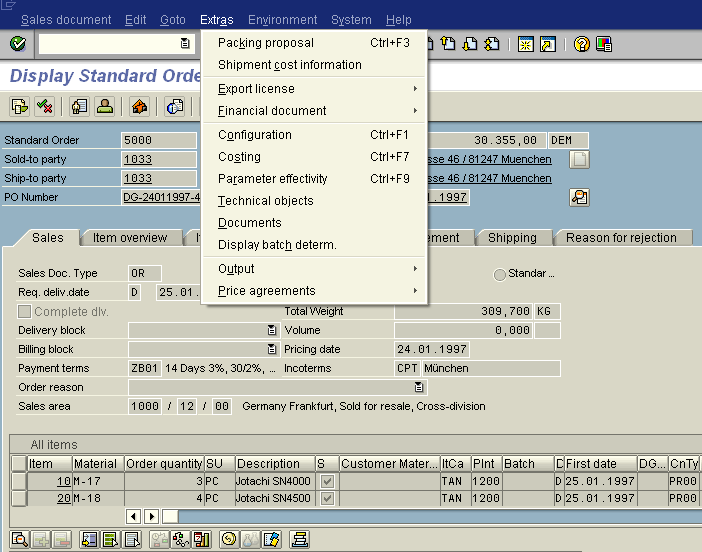 Sales document Edit Goto Extras Environment System Help
Packing proposal Ctrl+F3
Shipment cost information
Export license
Financial document
Configuration Ctrl+F1
Costing Ctrl+F7
Parameter effectivity Ctrl+F9
Technical objects
Documents
Display batch determ.
Output
Price agreements
Display Standard Orde
Standard Order 5000 30.355,00 DEM
Sold-to party 1033 sse 46 / 81247 Muenchen
Ship-to party 1033 sse 46 / 81247 Muenchen
PO Number DG-24011997-4 .1997
Sales Item overview ement Shipping Reason for rejection
Sales Doc. Type OR Standar ...
Req. deliv.date D 25.01
Complete dlv. Total Weight 309,700 KG
Delivery block Volume 0,000
Billing block Pricing date 24.01.1997
Payment terms ZB01 14 Days 3%, 30/2%, ... Incoterms CPT München
Order reason
Sales area 1000 / 12 / 00 Germany Frankfurt, Sold for resale, Cross-division
All items
Item Material Order quantity SU Description S Customer Mater... ItCa Plnt Batch D First date DG... CnTy
10 M-17 3 PC Jotachi SN4000 TAN 1200 D 25.01.1997 PR00
20 M-18 4 PC Jotachi SN4500 TAN 1200 D 25.01.1997 PR00